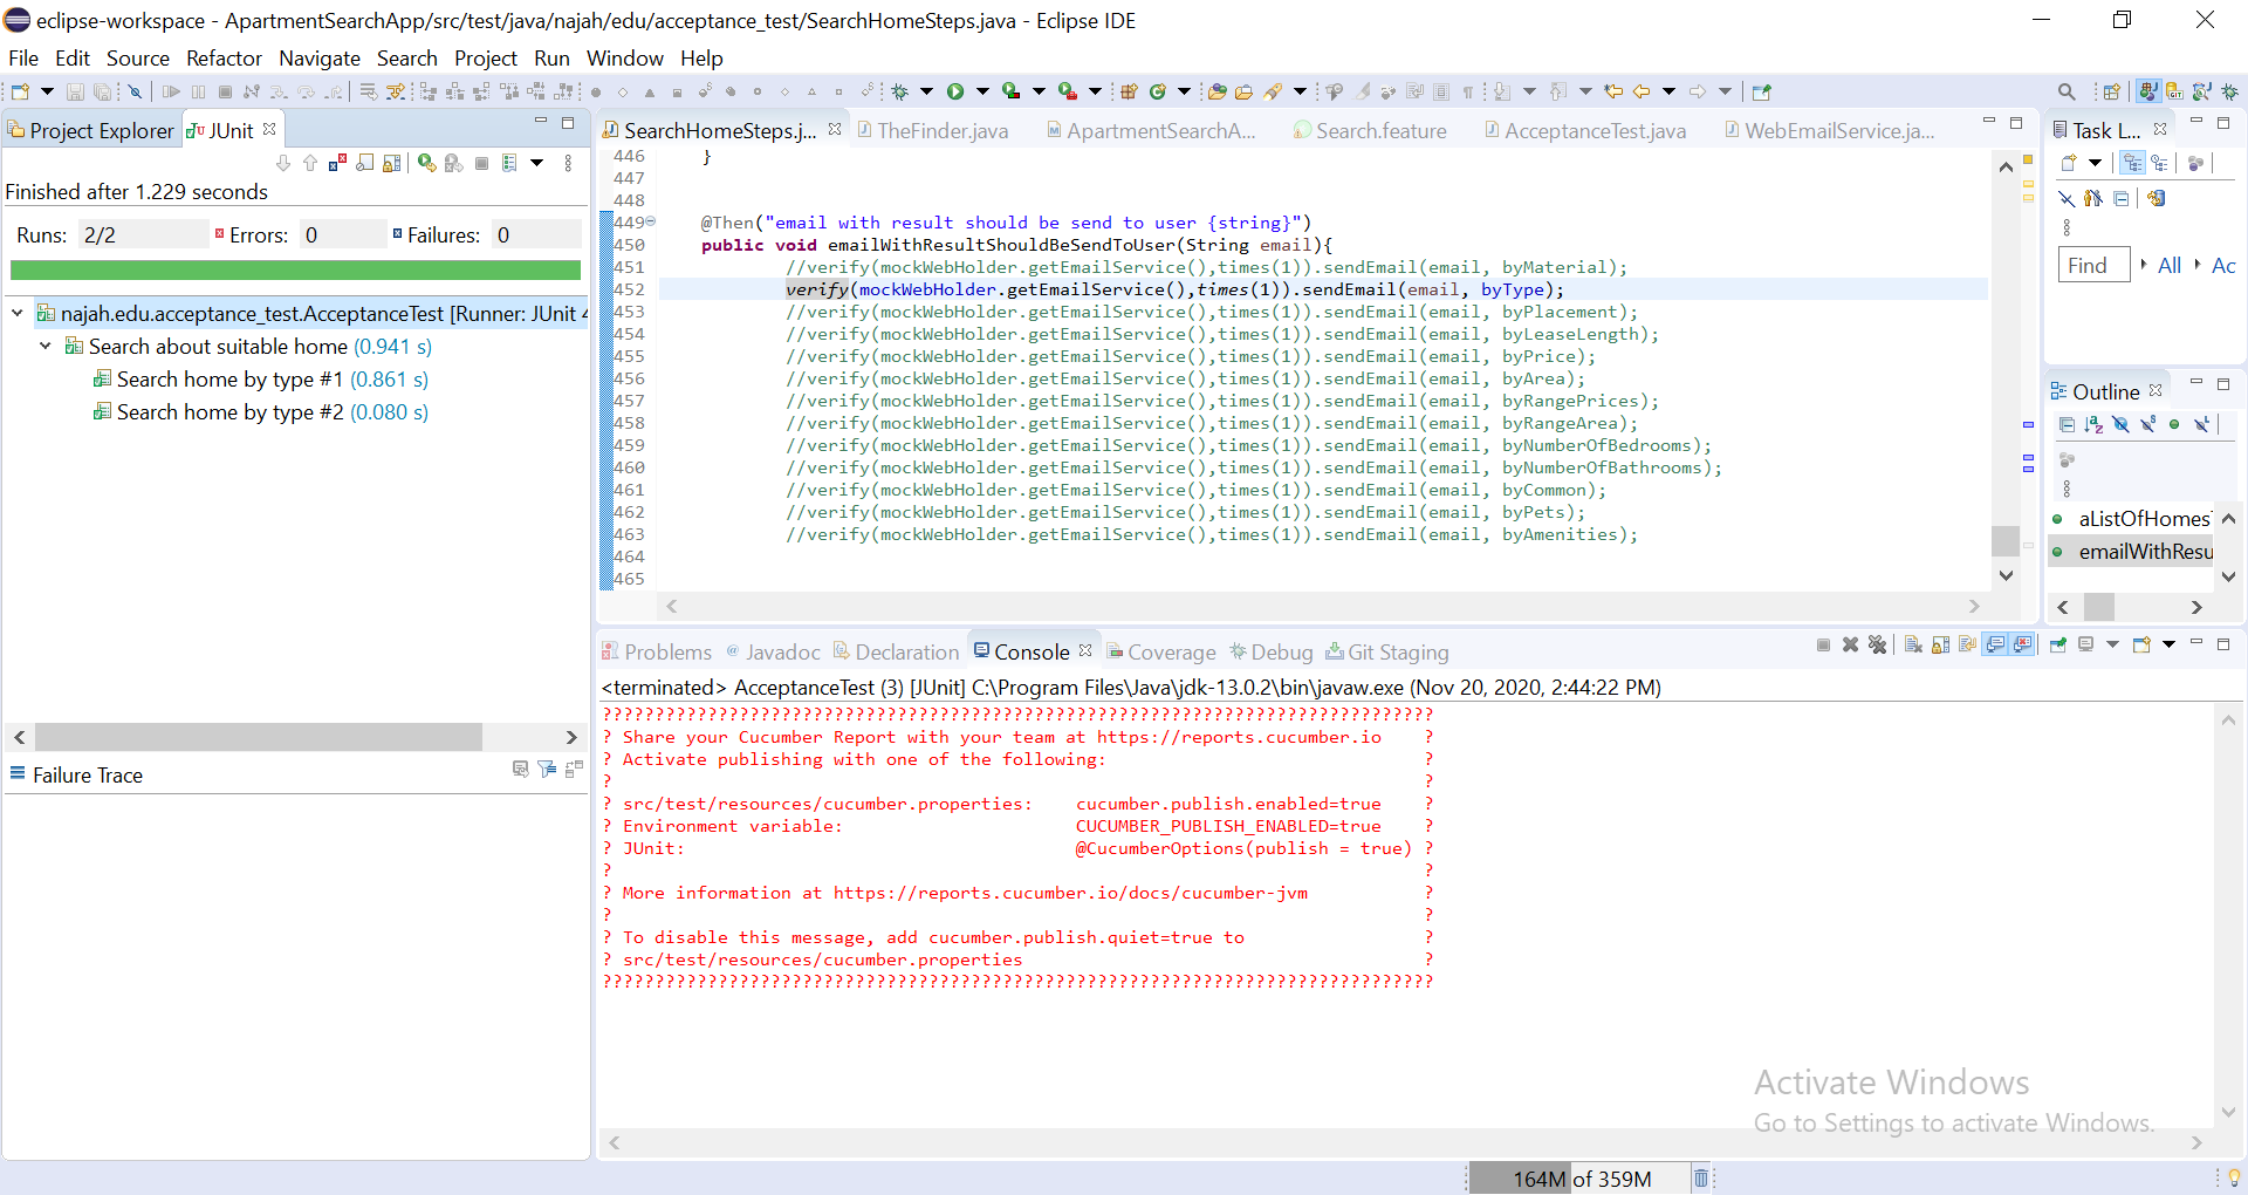 eclipse-workspace - ApartmentSearchApp/src/test/java/najah/edu/acceptance_test/SearchHomeSteps.java - Eclipse IDE
File Edit Source Refactor Navigate Search Project Run Window Help
Project Explorer JUnit
Finished after 1.229 seconds
Runs: 2/2 Errors: 0 Failures: 0
najah.edu.acceptance_test.AcceptanceTest [Runner: JUnit 4
Search about suitable home (0.941 s)
Search home by type #1 (0.861 s)
Search home by type #2 (0.080 s)
Failure Trace
SearchHomeSteps.j... TheFinder.java ApartmentSearchA... Search.feature AcceptanceTest.java WebEmailService.ja...
446 }
447
448
449 @Then("email with result should be send to user {string}")
450 public void emailWithResultShouldBeSendToUser(String email){
451 //verify(mockWebHolder.getEmailService(),times(1)).sendEmail(email, byMaterial);
452 verify(mockWebHolder.getEmailService(),times(1)).sendEmail(email, byType);
453 //verify(mockWebHolder.getEmailService(),times(1)).sendEmail(email, byPlacement);
454 //verify(mockWebHolder.getEmailService(),times(1)).sendEmail(email, byLeaseLength);
455 //verify(mockWebHolder.getEmailService(),times(1)).sendEmail(email, byPrice);
456 //verify(mockWebHolder.getEmailService(),times(1)).sendEmail(email, byArea);
457 //verify(mockWebHolder.getEmailService(),times(1)).sendEmail(email, byRangePrices);
458 //verify(mockWebHolder.getEmailService(),times(1)).sendEmail(email, byRangeArea);
459 //verify(mockWebHolder.getEmailService(),times(1)).sendEmail(email, byNumberOfBedrooms);
460 //verify(mockWebHolder.getEmailService(),times(1)).sendEmail(email, byNumberOfBathrooms);
461 //verify(mockWebHolder.getEmailService(),times(1)).sendEmail(email, byCommon);
462 //verify(mockWebHolder.getEmailService(),times(1)).sendEmail(email, byPets);
463 //verify(mockWebHolder.getEmailService(),times(1)).sendEmail(email, byAmenities);
464
465
Task L...
Find All Ac
Outline
aListOfHomes
emailWithResu
Problems Javadoc Declaration Console Coverage Debug Git Staging
<terminated> AcceptanceTest (3) [JUnit] C:\Program Files\Java\jdk-13.0.2\bin\javaw.exe (Nov 20, 2020, 2:44:22 PM)
???????????????????????????????????????????????????????????????????????????????
? Share your Cucumber Report with your team at https://reports.cucumber.io ?
? Activate publishing with one of the following: ?
? ?
? src/test/resources/cucumber.properties: cucumber.publish.enabled=true ?
? Environment variable: CUCUMBER_PUBLISH_ENABLED=true ?
? JUnit: @CucumberOptions(publish = true) ?
? ?
? More information at https://reports.cucumber.io/docs/cucumber-jvm ?
? ?
? To disable this message, add cucumber.publish.quiet=true to ?
? src/test/resources/cucumber.properties ?
???????????????????????????????????????????????????????????????????????????????
Activate Windows
Go to Settings to activate Windows.
164M of 359M